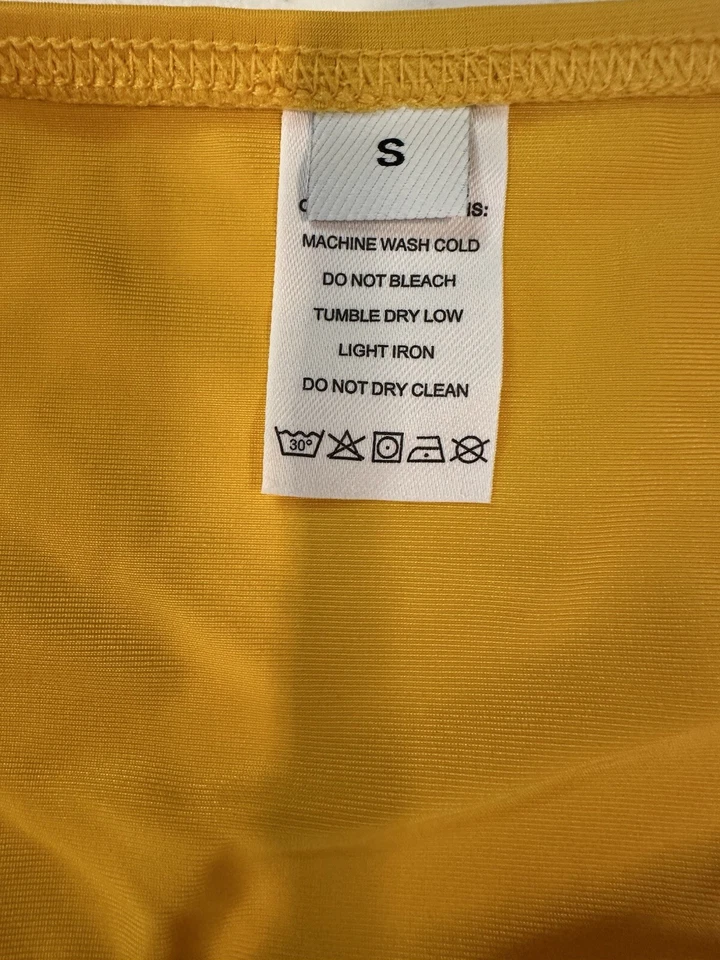 S
MACHINE WASH COLD
DO NOT BLEACH
TUMBLE DRY LOW
LIGHT IRON
DO NOT DRY CLEAN
30°